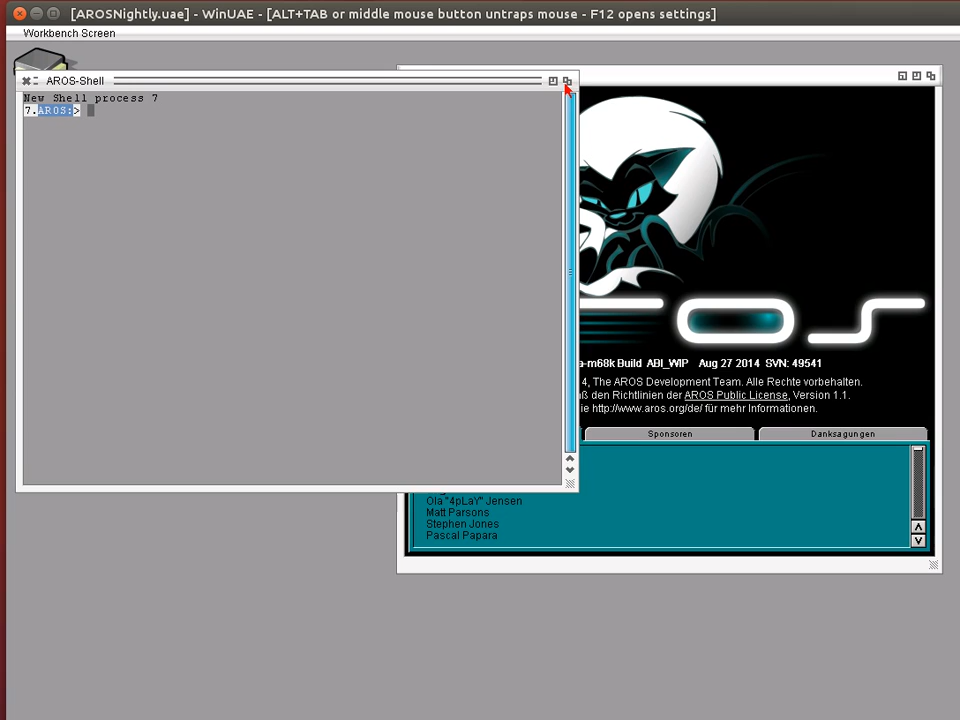 [AROSNightly.uae] - WinUAE - [ALT+TAB or middle mouse button untraps mouse - F12 opens settings]
Workbench Screen
AROS-Shell
New Shell process 7
7.AROS:>
a-m68k Build ABI_WIP Aug 27 2014 SVN: 49541
4, The AROS Development Team. Alle Rechte vorbehalten.
ß den Richtlinien der AROS Public License, Version 1.1.
ie http://www.aros.org/de/ für mehr Informationen.
Sponsoren
Danksagungen
Ola "4pLaY" Jensen
Matt Parsons
Stephen Jones
Pascal Papara